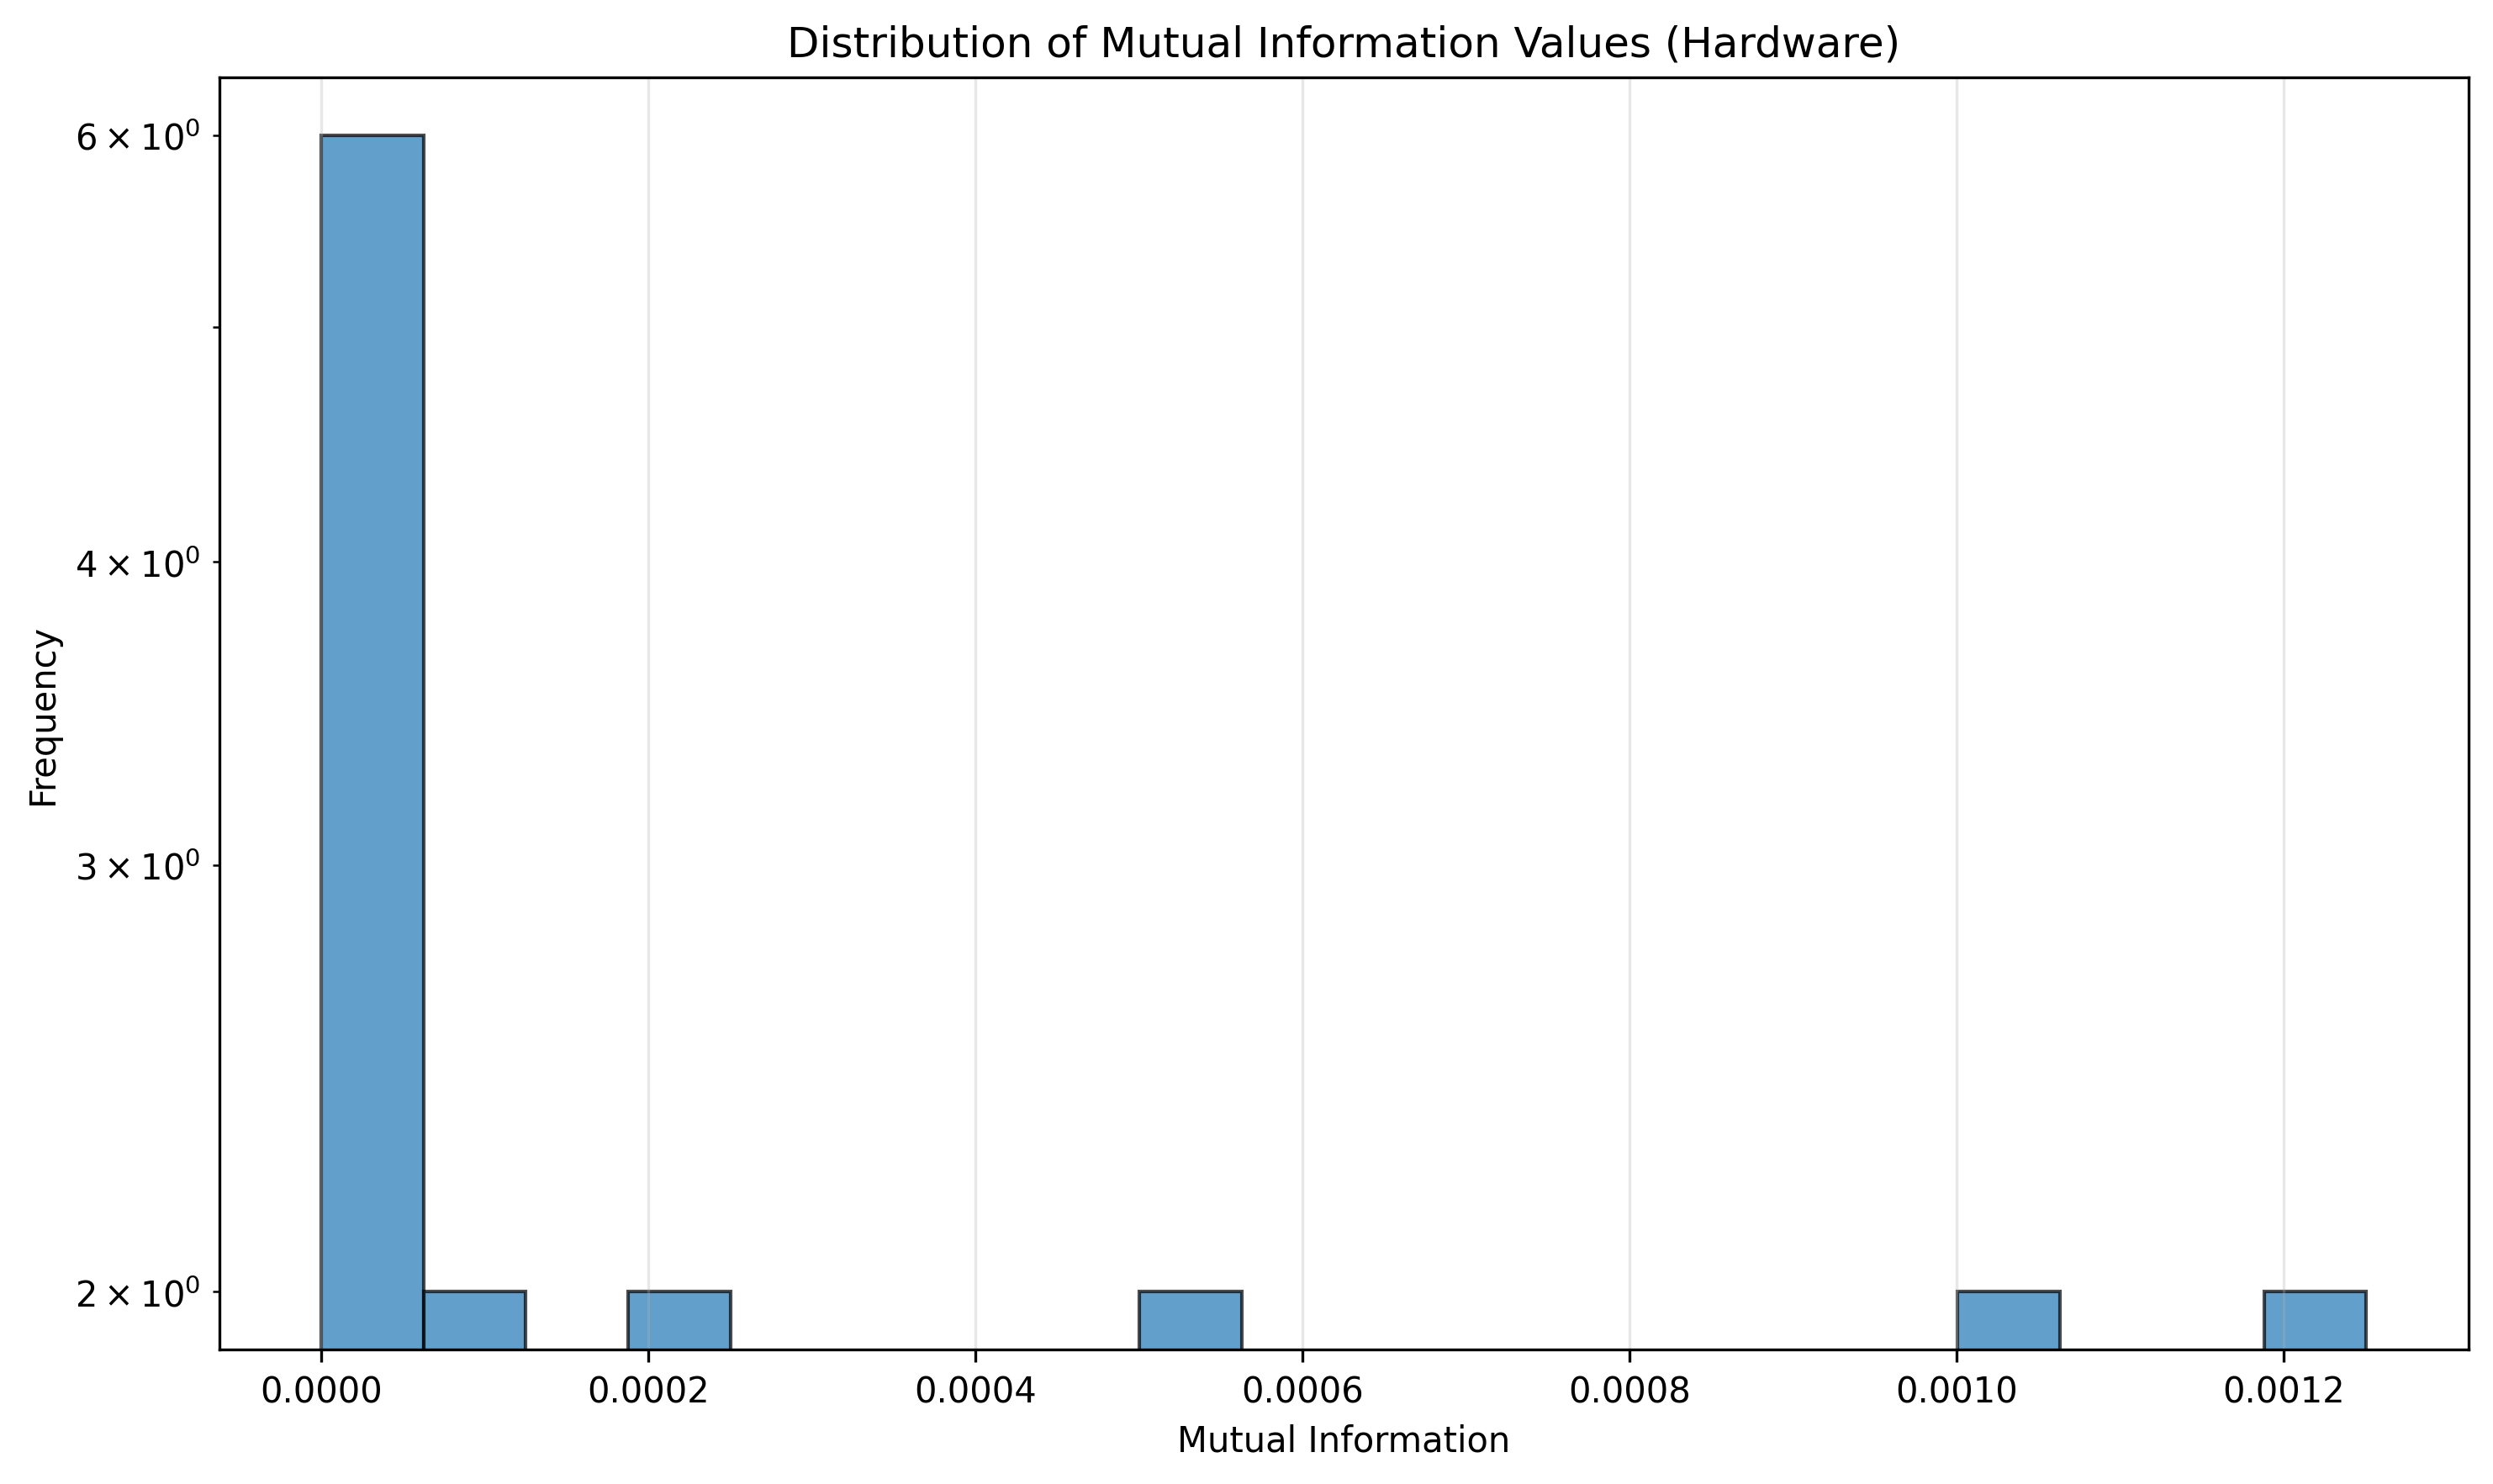 Distribution of Mutual Information Values (Hardware)
6 × 10⁰
4 × 10⁰
3 × 10⁰
2 × 10⁰
Frequency
0.0000 0.0002 0.0004 0.0006 0.0008 0.0010 0.0012
Mutual Information